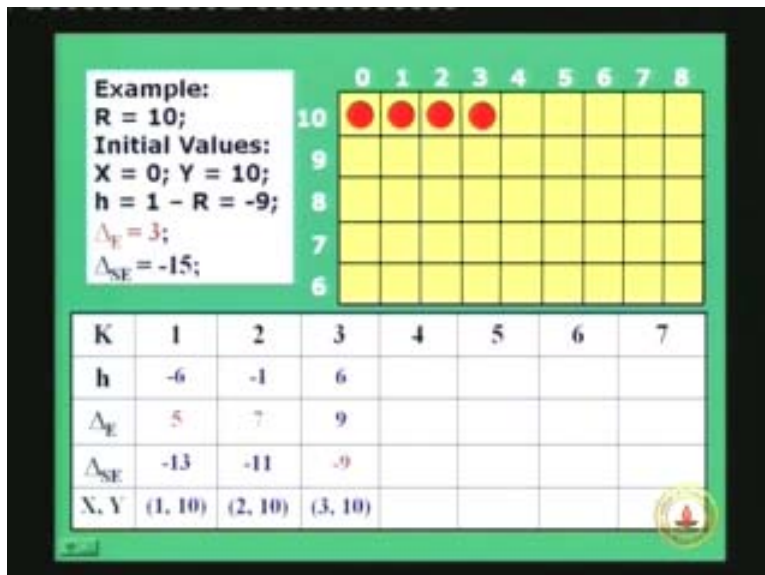 Example:
R = 10;
Initial Values:
X = 0; Y = 10;
h = 1 – R = -9;
ΔE = 3;
ΔSE = -15;
0 1 2 3 4 5 6 7 8
10
9
8
7
6
K 1 2 3 4 5 6 7
h -6 -1 6
ΔE 5 7 9
ΔSE -13 -11 -9
X, Y (1, 10) (2, 10) (3, 10)